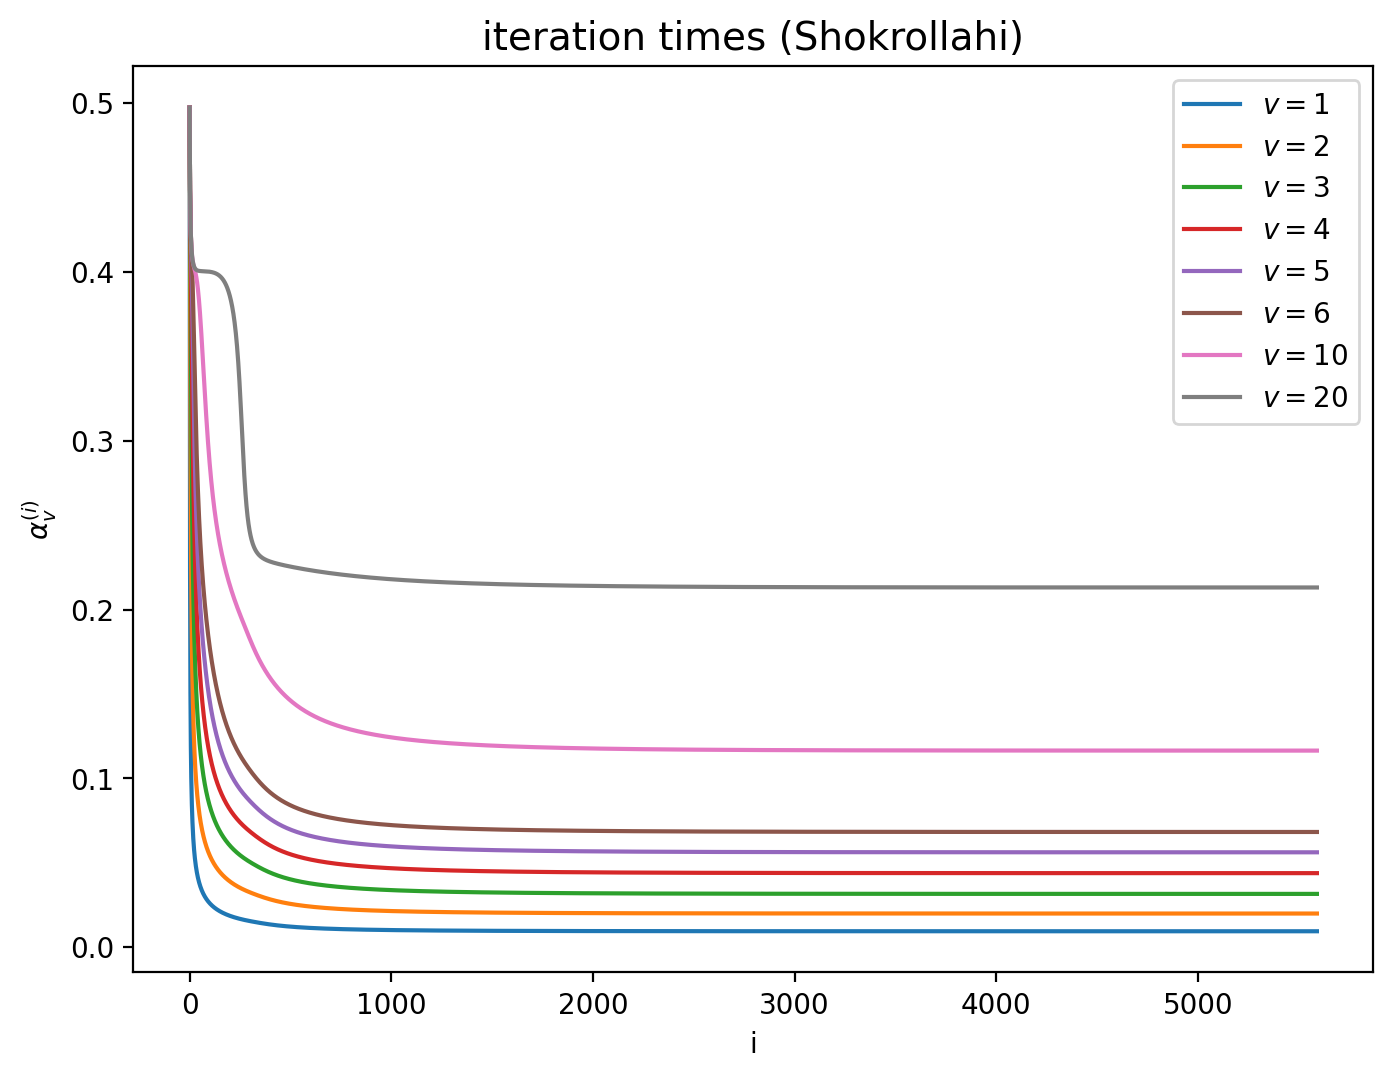 iteration times (Shokrollahi)
0.5
0.4
0.3
0.2
0.1
0.0
α_v^(i)
v = 1
v = 2
v = 3
v = 4
v = 5
v = 6
v = 10
v = 20
0 1000 2000 3000 4000 5000
i